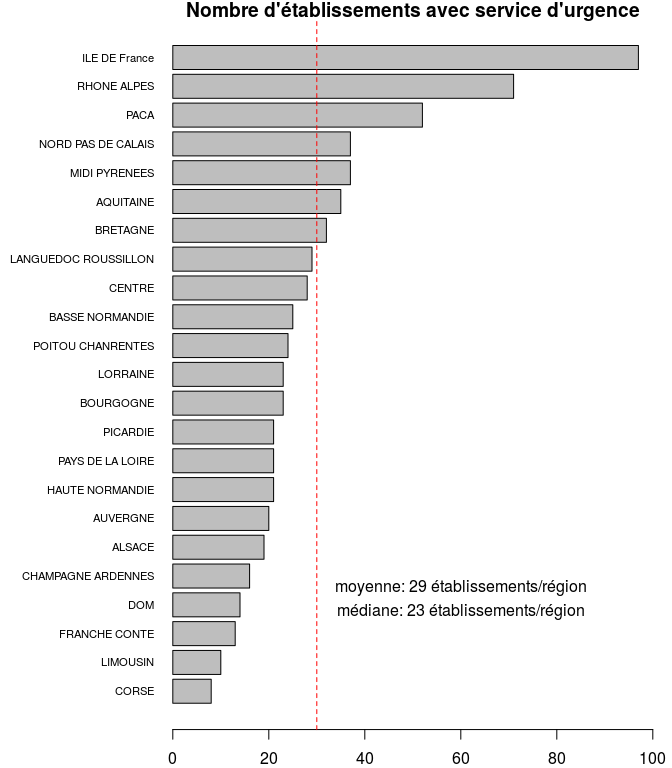 Nombre d'établissements avec service d'urgence
ILE DE France
RHONE ALPES
PACA
NORD PAS DE CALAIS
MIDI PYRENEES
AQUITAINE
BRETAGNE
LANGUEDOC ROUSSILLON
CENTRE
BASSE NORMANDIE
POITOU CHANRENTES
LORRAINE
BOURGOGNE
PICARDIE
PAYS DE LA LOIRE
HAUTE NORMANDIE
AUVERGNE
ALSACE
CHAMPAGNE ARDENNES
DOM
FRANCHE CONTE
LIMOUSIN
CORSE
moyenne: 29 établissements/région
médiane: 23 établissements/région
0 20 40 60 80 100